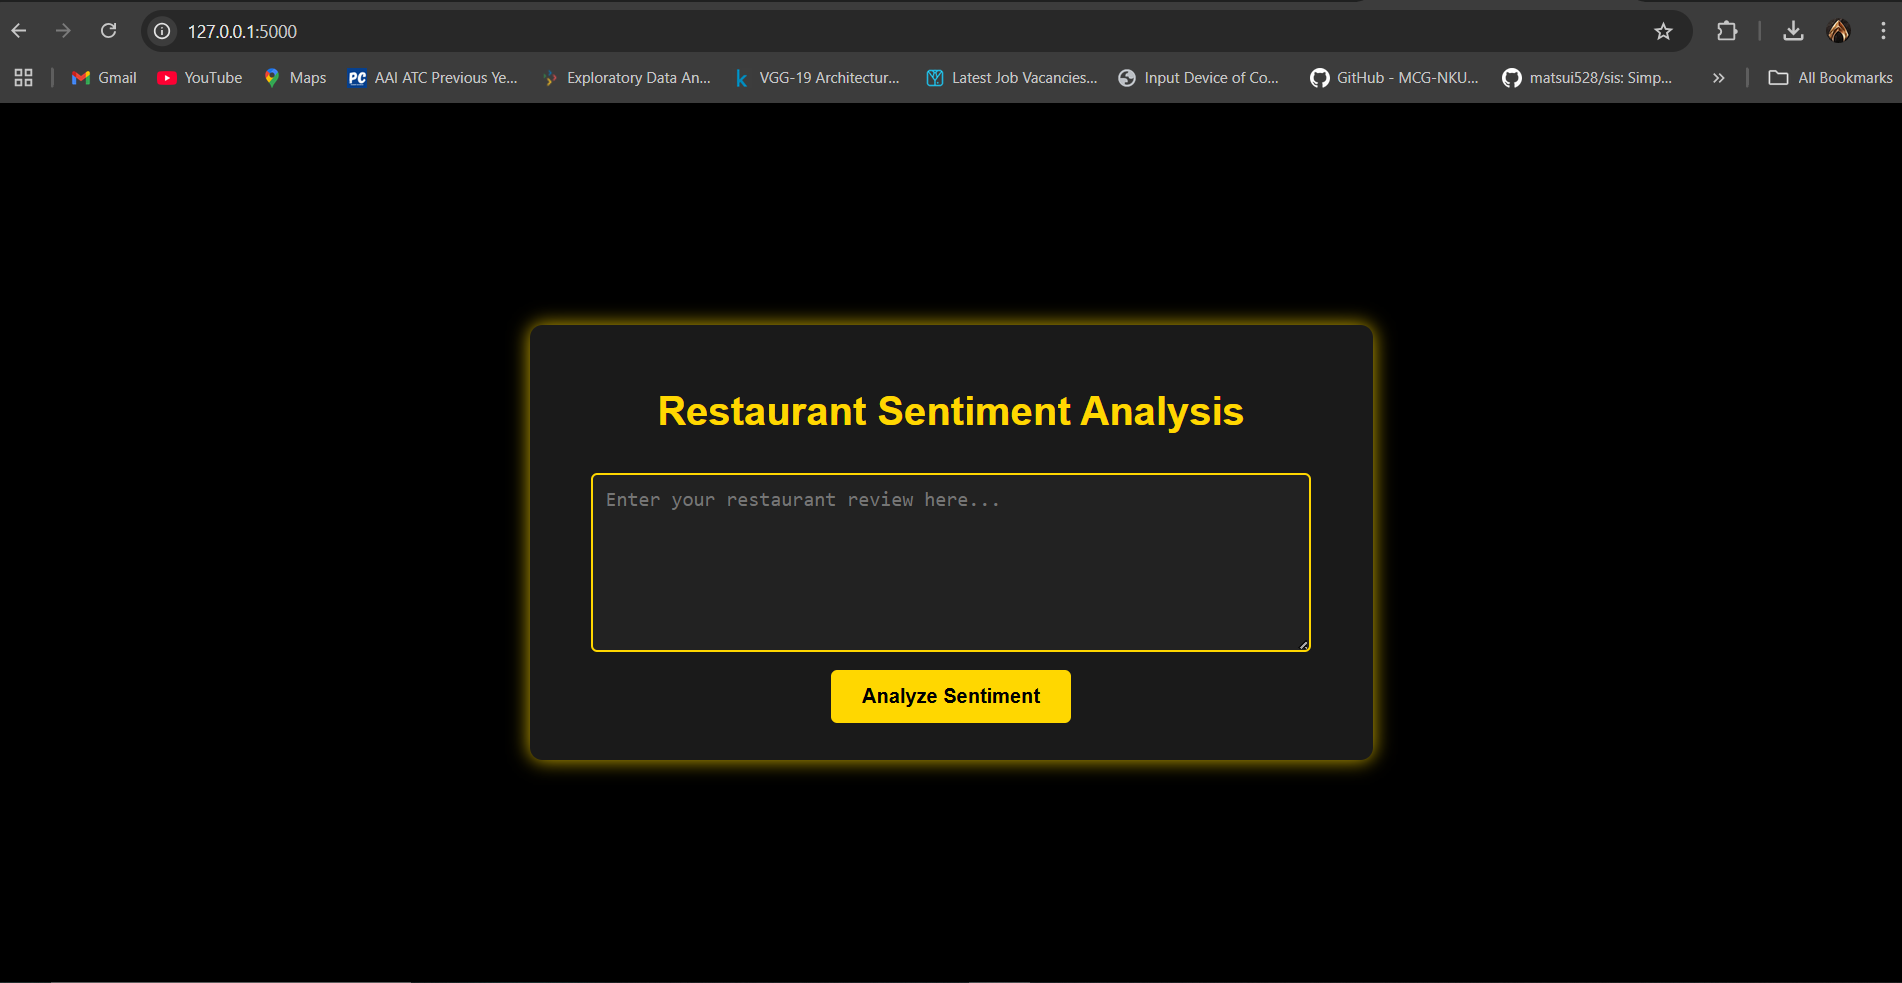 127.0.0.1:5000
Gmail YouTube Maps PC AAI ATC Previous Ye... Exploratory Data An... k VGG-19 Architectur... Latest Job Vacancies... Input Device of Co... GitHub - MCG-NKU... matsui528/sis: Simp... » All Bookmarks
Restaurant Sentiment Analysis
Enter your restaurant review here...
Analyze Sentiment